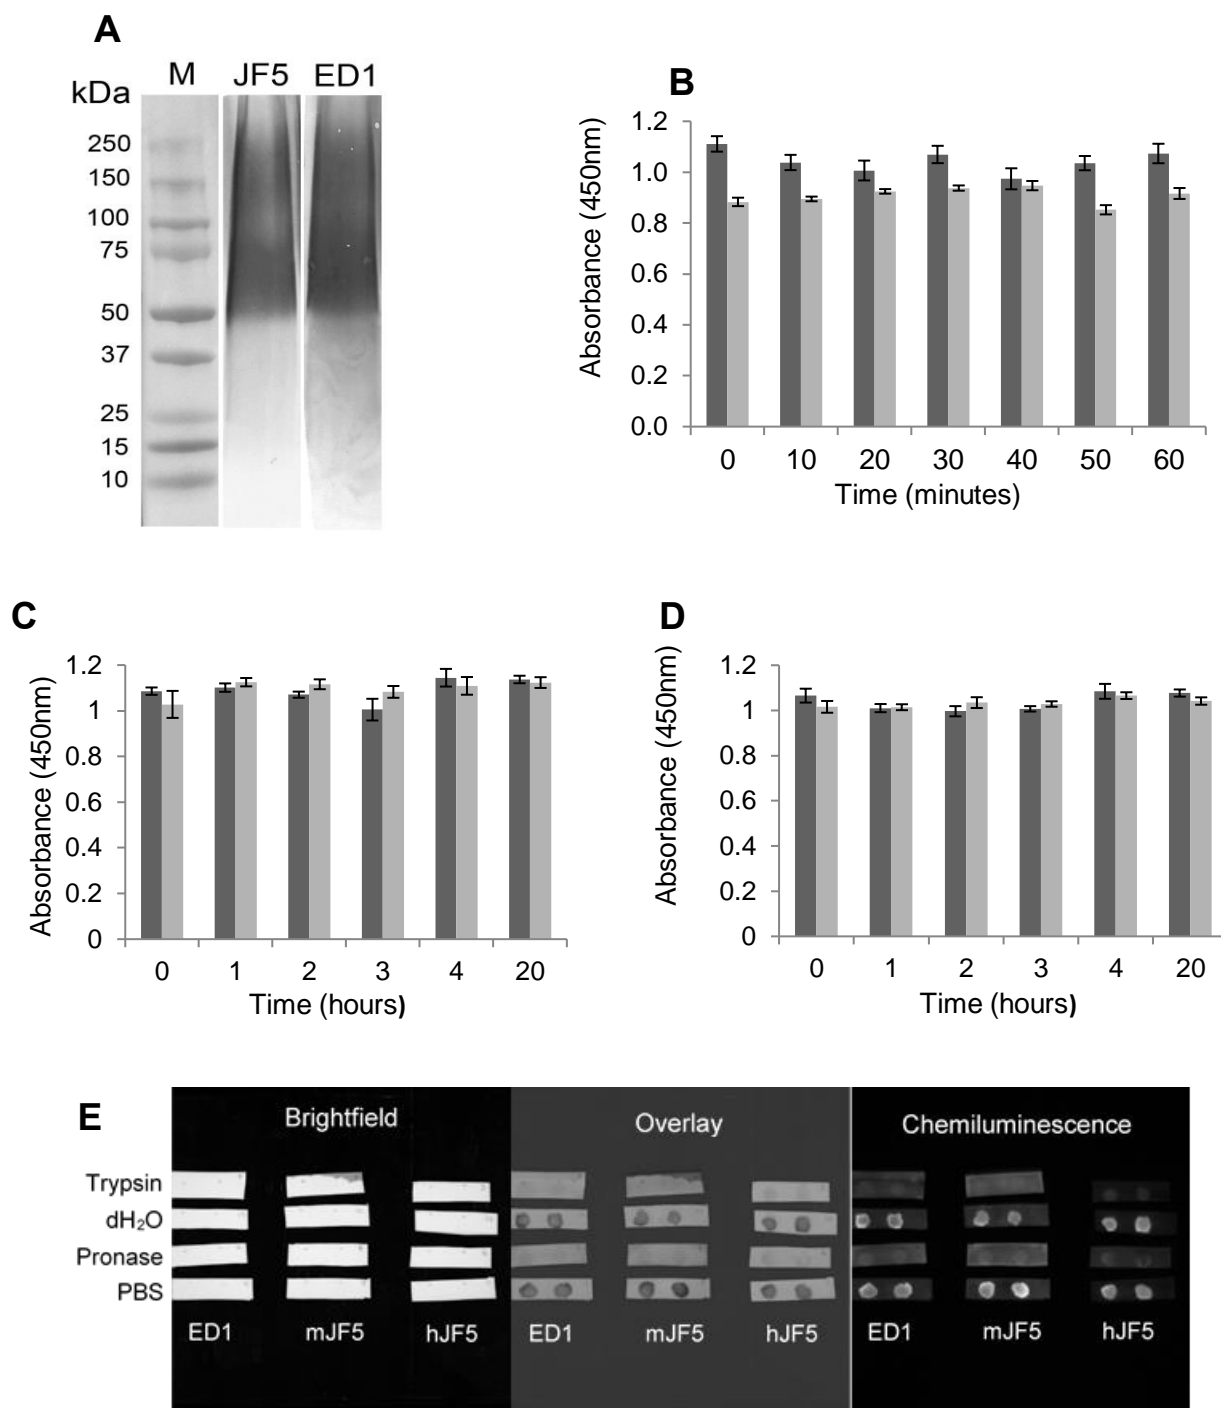 A
M JF5 ED1
kDa
250
150
100
75
50
37
25
15
10
B
Absorbance (450nm)
1.2
1.0
0.8
0.6
0.4
0.2
0.0
0 10 20 30 40 50 60
Time (minutes)
C
Absorbance (450nm)
1.2
1
0.8
0.6
0.4
0.2
0
0 1 2 3 4 20
Time (hours)
D
Absorbance (450nm)
1.2
1
0.8
0.6
0.4
0.2
0
0 1 2 3 4 20
Time (hours)
E
Brightfield Overlay Chemiluminescence
Trypsin
dH₂O
Pronase
PBS
ED1 mJF5 hJF5 ED1 mJF5 hJF5 ED1 mJF5 hJF5